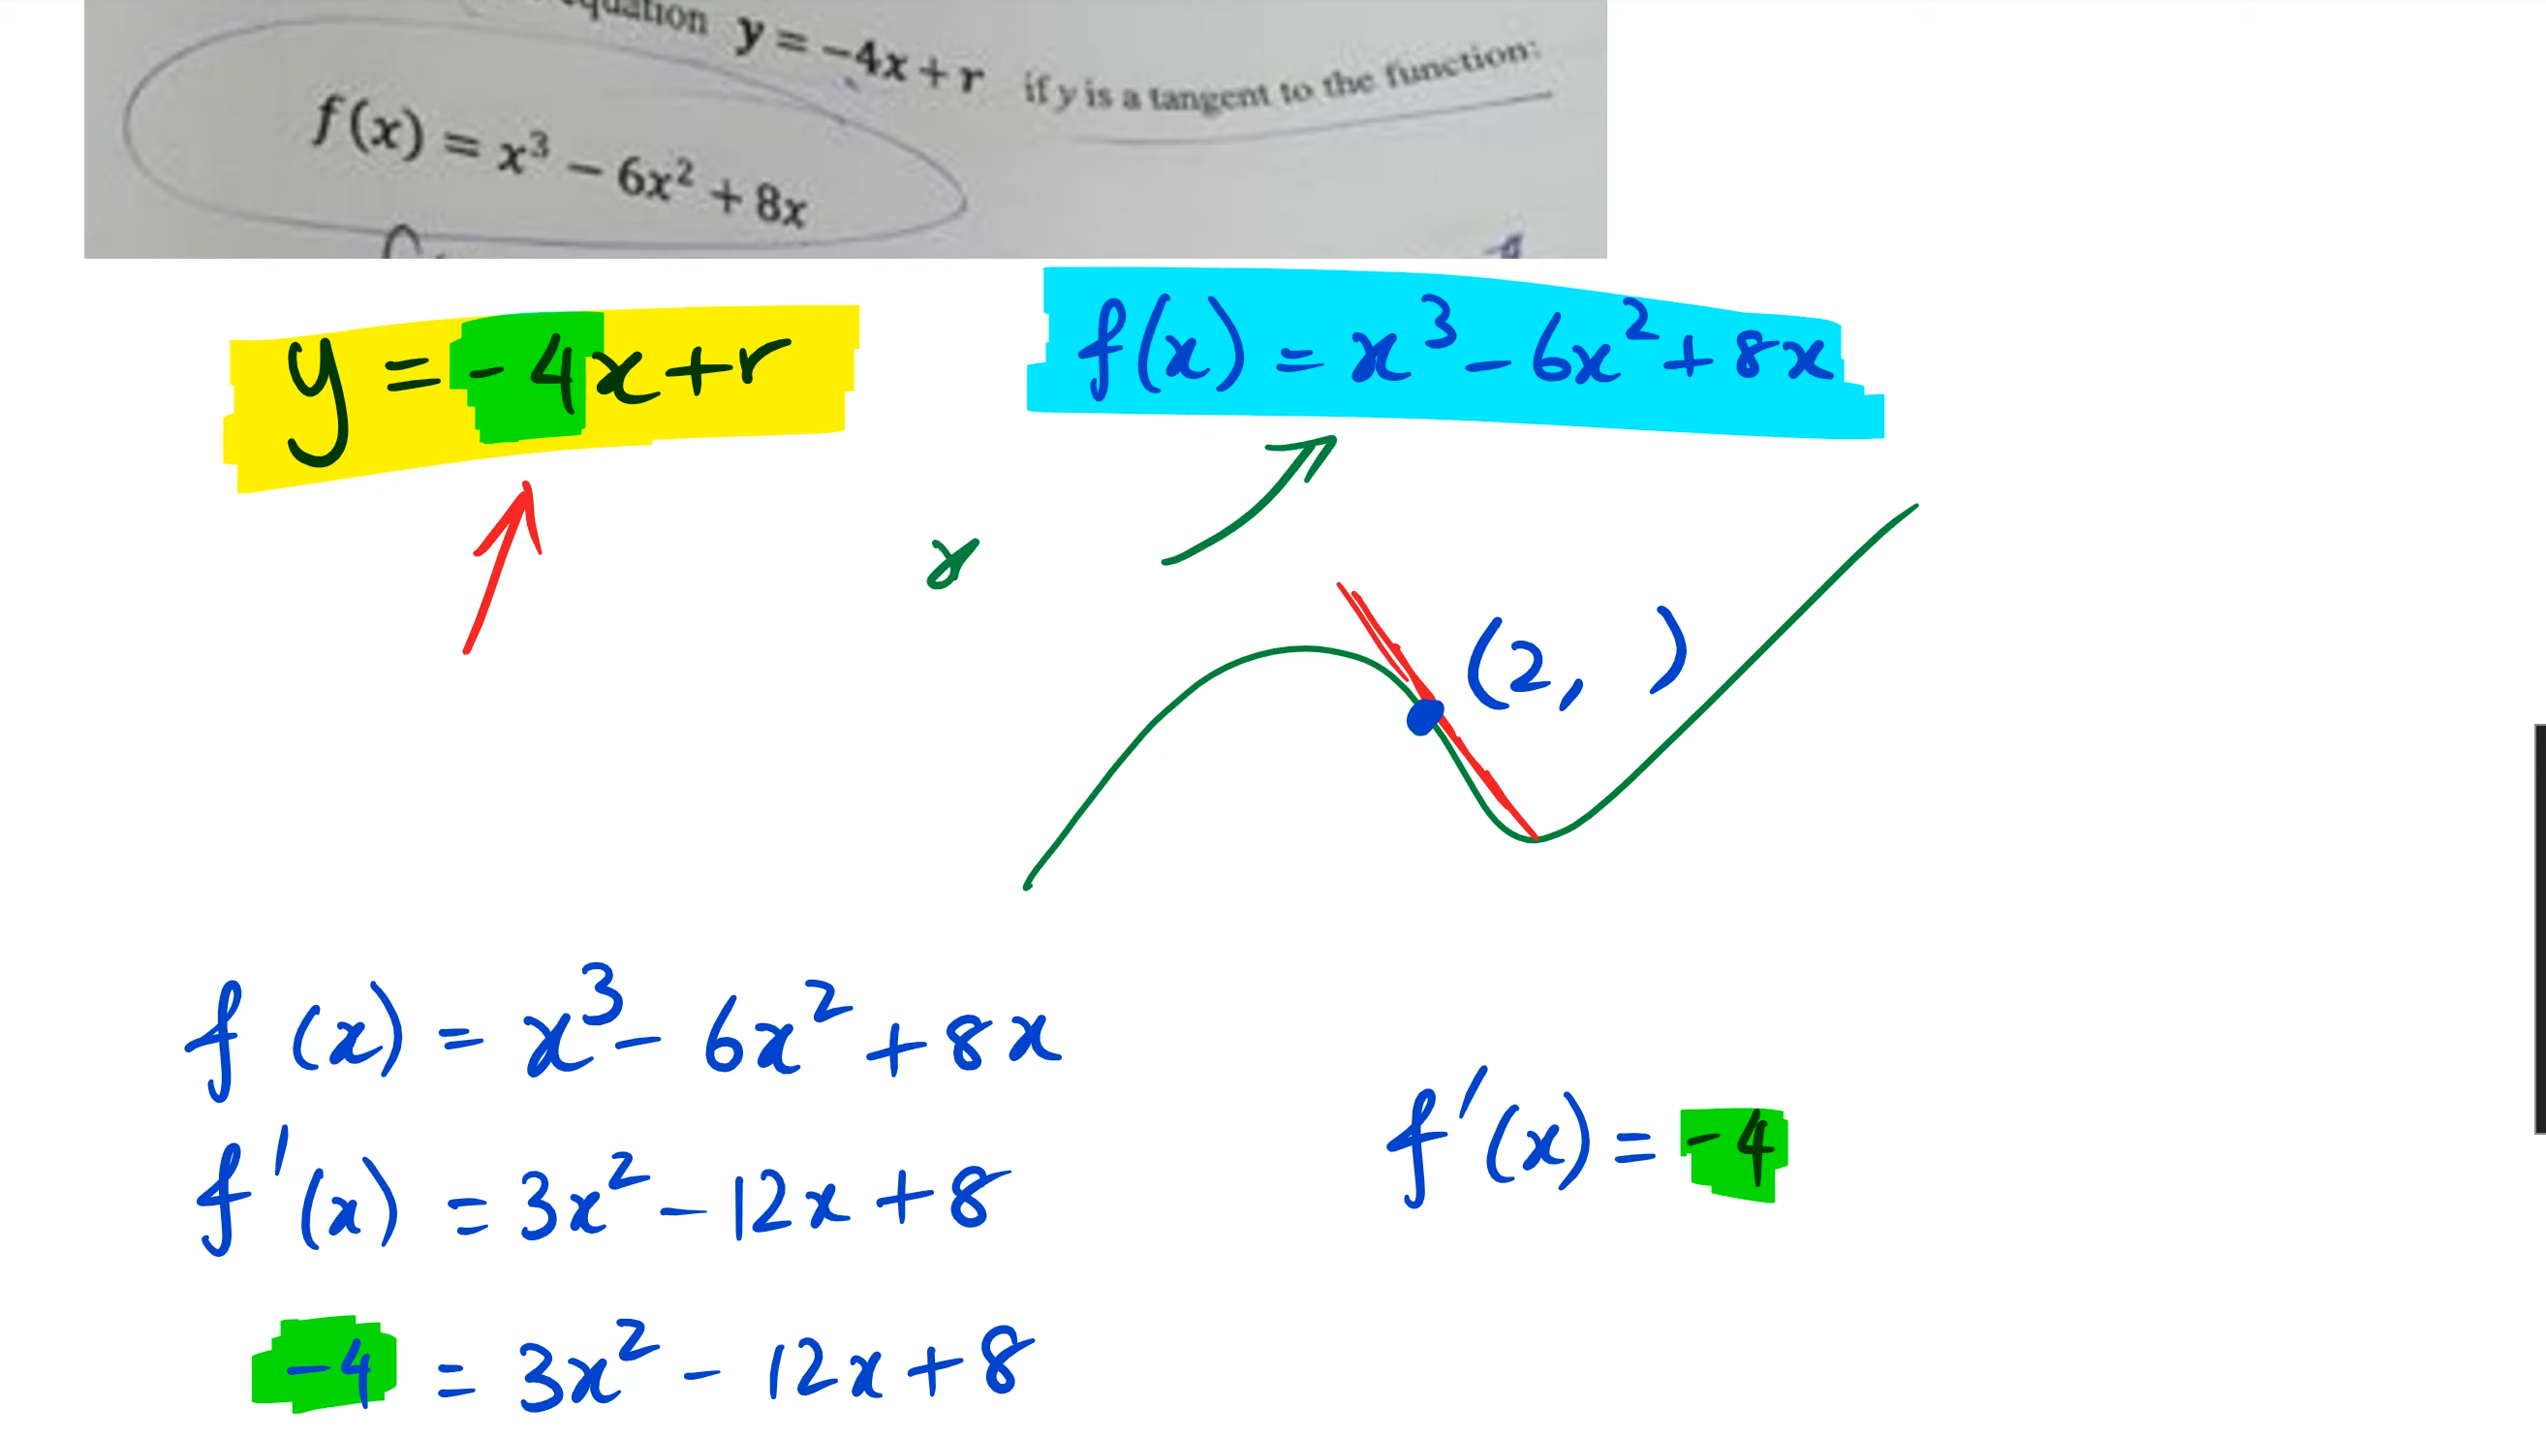 equation y = −4x + r if y is a tangent to the function:
f(x) = x³ − 6x² + 8x
y = -4x+r
f(x) = x³ - 6x² + 8x
(2, )
f(x) = x³ - 6x² + 8x
f'(x) = 3x² - 12x + 8
f'(x) = -4
-4 = 3x² - 12x + 8